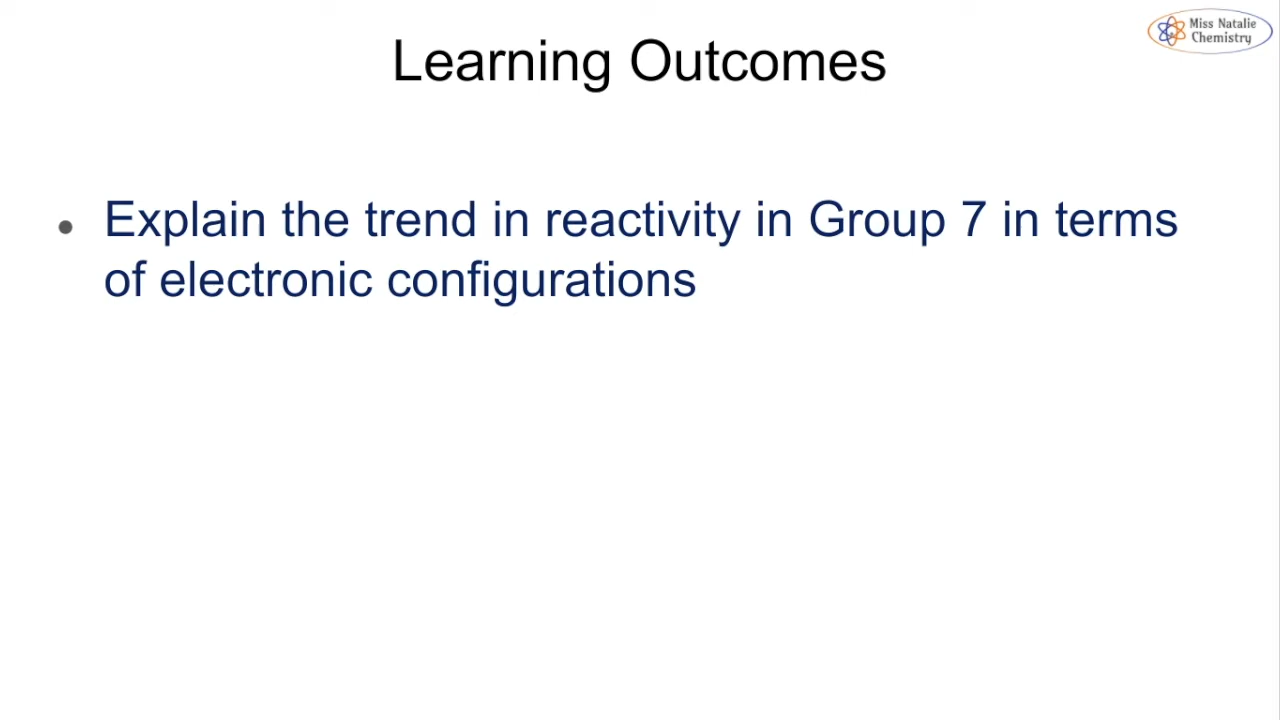 Miss Natalie
Chemistry
Learning Outcomes
Explain the trend in reactivity in Group 7 in terms
of electronic configurations